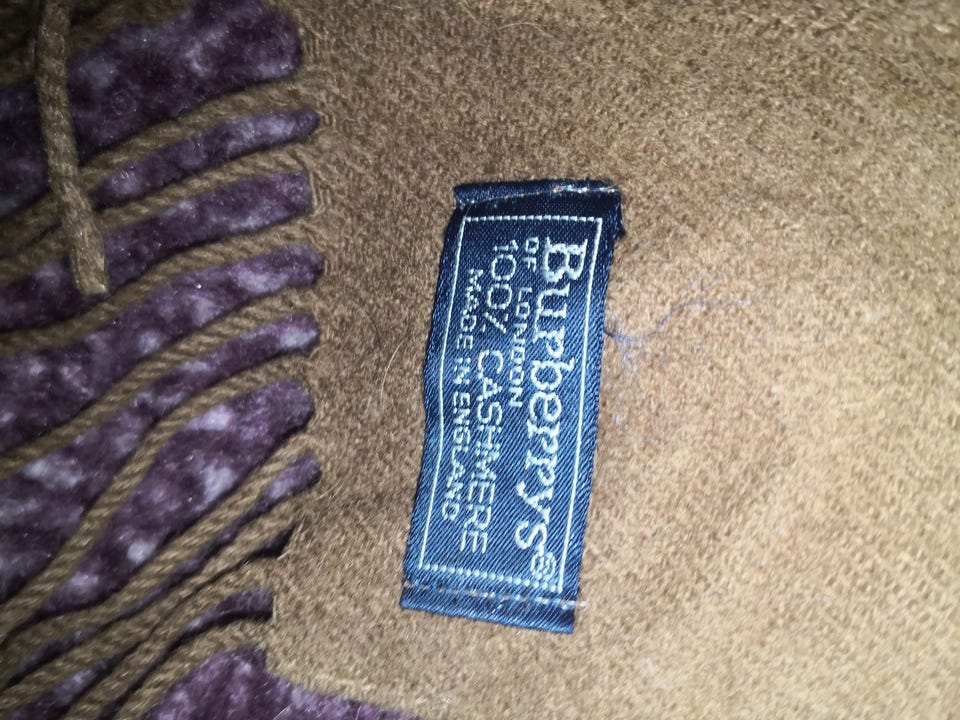 Burberrys®
OF LONDON
100% CASHMERE
MADE IN ENGLAND